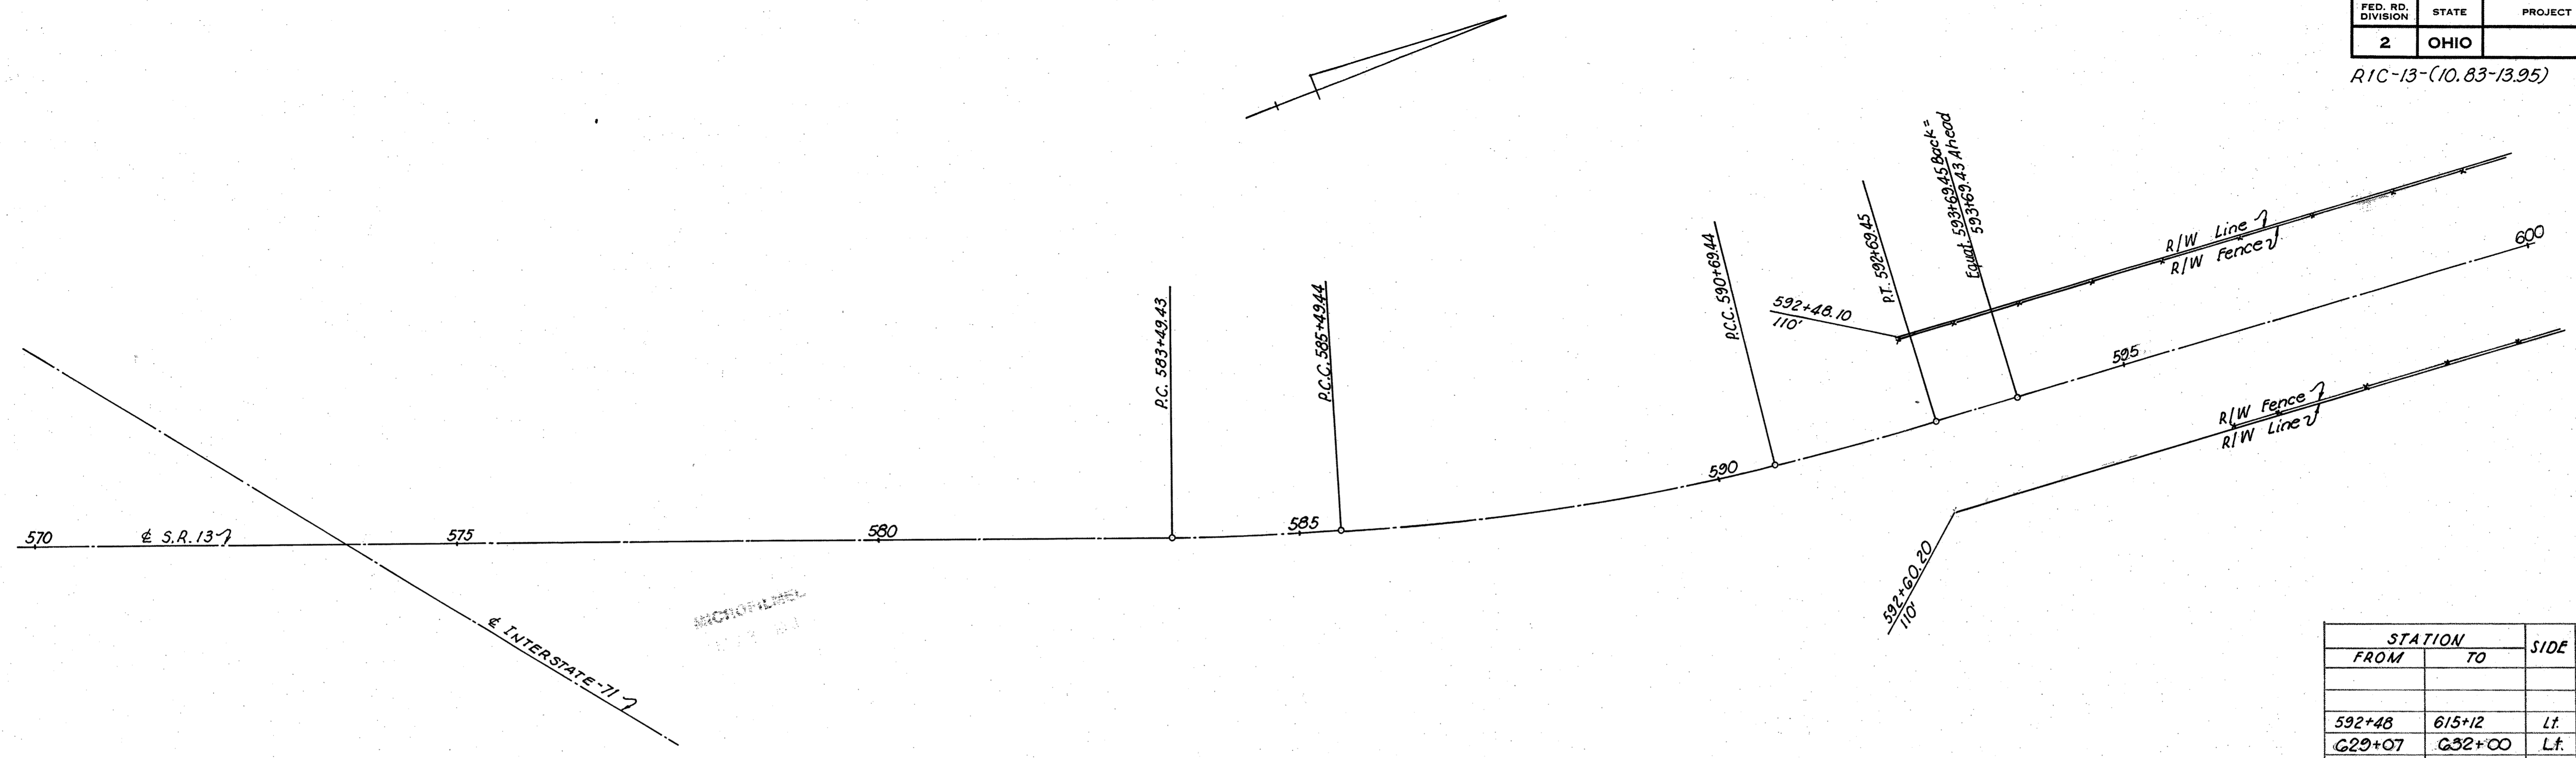 FED. RD. DIVISION STATE PROJECT
2 OHIO
RIC-13-(10.83-13.95)
Equat. 593+69.45 Back =
593+69.43 Ahead
P.T. 592+69.45
P.C.C. 590+69.44
P.C.C. 585+49.44
P.C. 583+49.43
592+48.10
110'
R/W Line
R/W Fence
600
595
590
585
580
575
570
℄ S.R. 13
R/W Fence
R/W Line
592+60.20
110'
℄ INTERSTATE-71
MICROFILMED
STATION SIDE
FROM TO
592+48 615+12 Lt.
629+07 632+00 Lt.